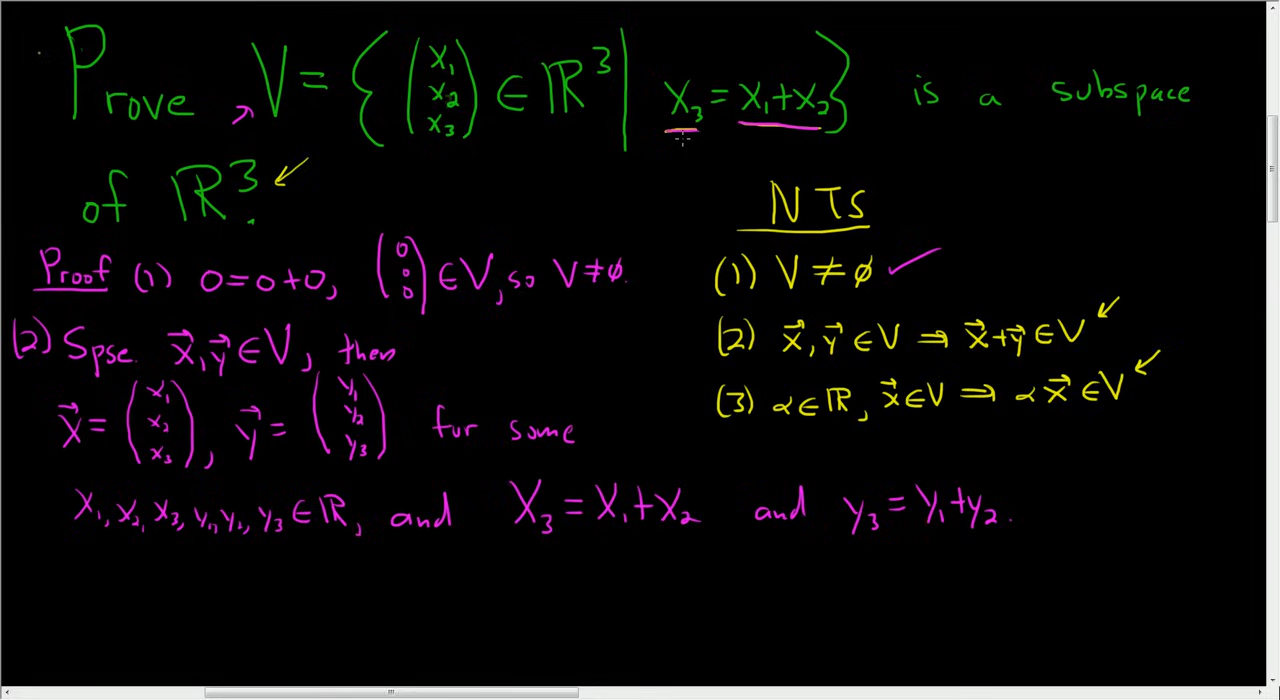 Prove V = { (x₁ x₂ x₃) ∈ ℝ³ | x₃ = x₁+x₂ } is a subspace
of ℝ³.
NTS
(1) V ≠ ∅ ✓
(2) x⃗, y⃗ ∈ V ⇒ x⃗+y⃗ ∈ V
(3) α ∈ ℝ, x⃗ ∈ V ⇒ α x⃗ ∈ V
Proof (1) 0=0+0, (0 0 0) ∈ V, so V ≠ ∅.
(2) Spse. x⃗, y⃗ ∈ V, then
x⃗ = (x₁ x₂ x₃), y⃗ = (y₁ y₂ y₃) for some
x₁, x₂, x₃, y₁, y₂, y₃ ∈ ℝ, and x₃ = x₁+x₂ and y₃ = y₁+y₂.